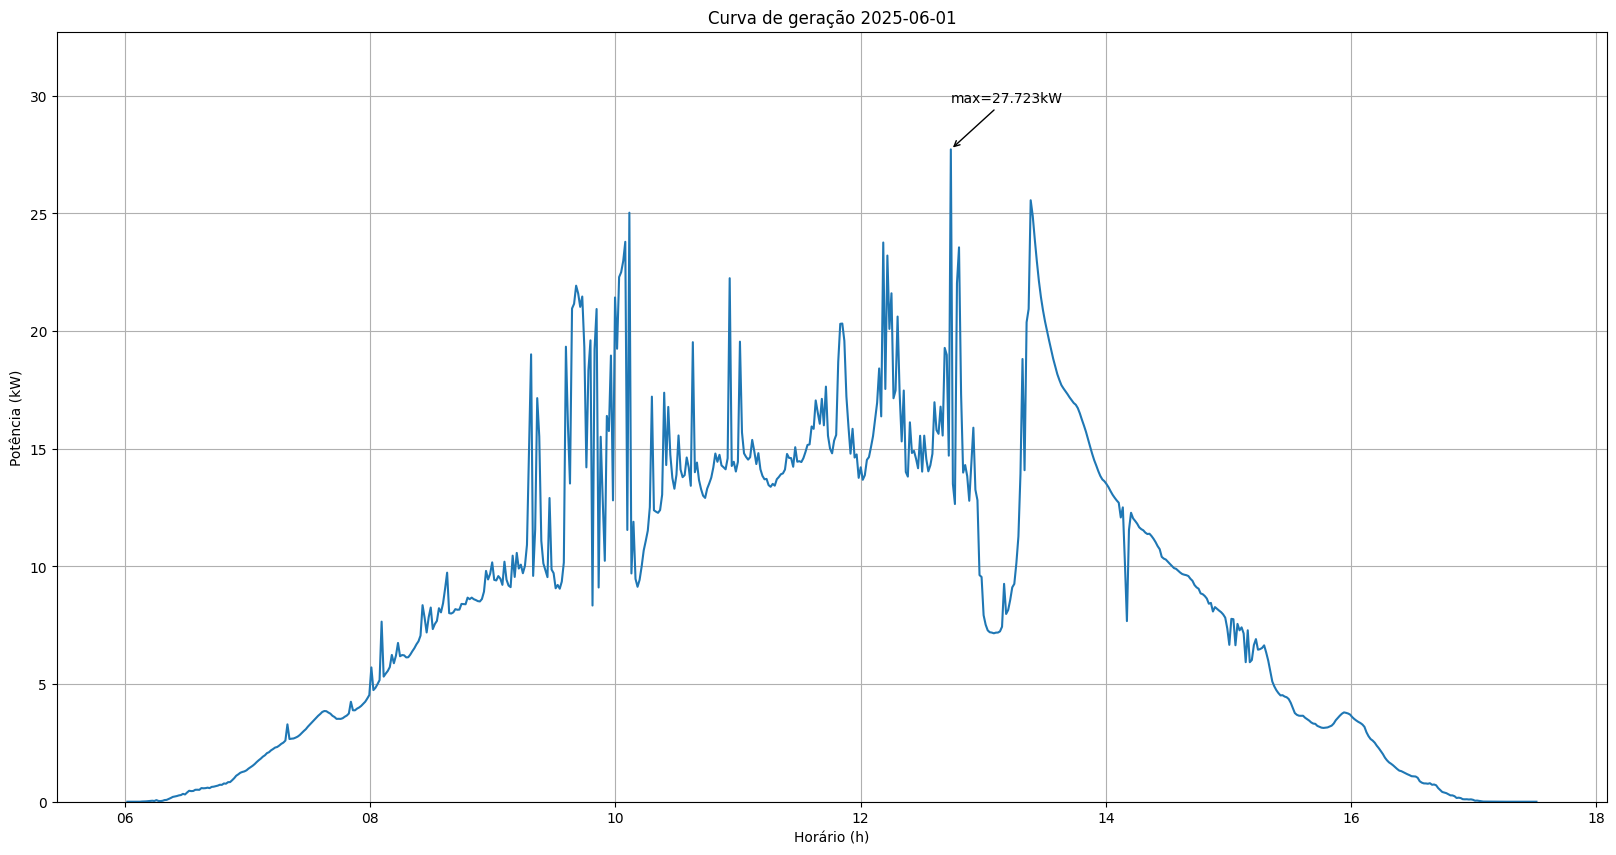 Curva de geração 2025-06-01
max=27.723kW
Potência (kW)
30
25
20
15
10
5
0
06 08 10 12 14 16 18
Horário (h)